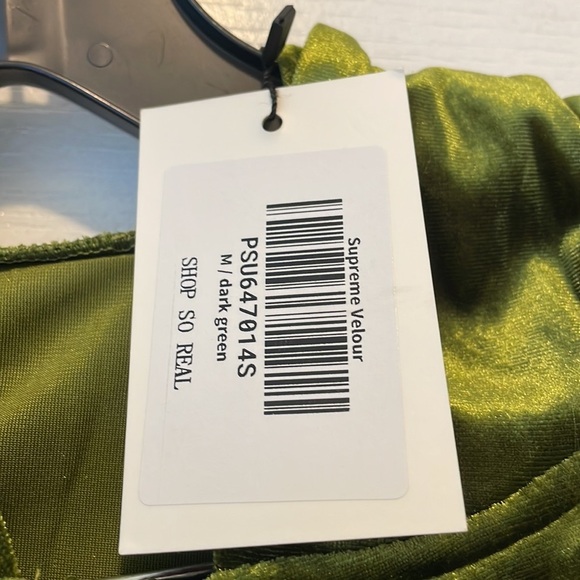 Supreme Velour
PSU647014S
M / dark green
SHOP SO REAL